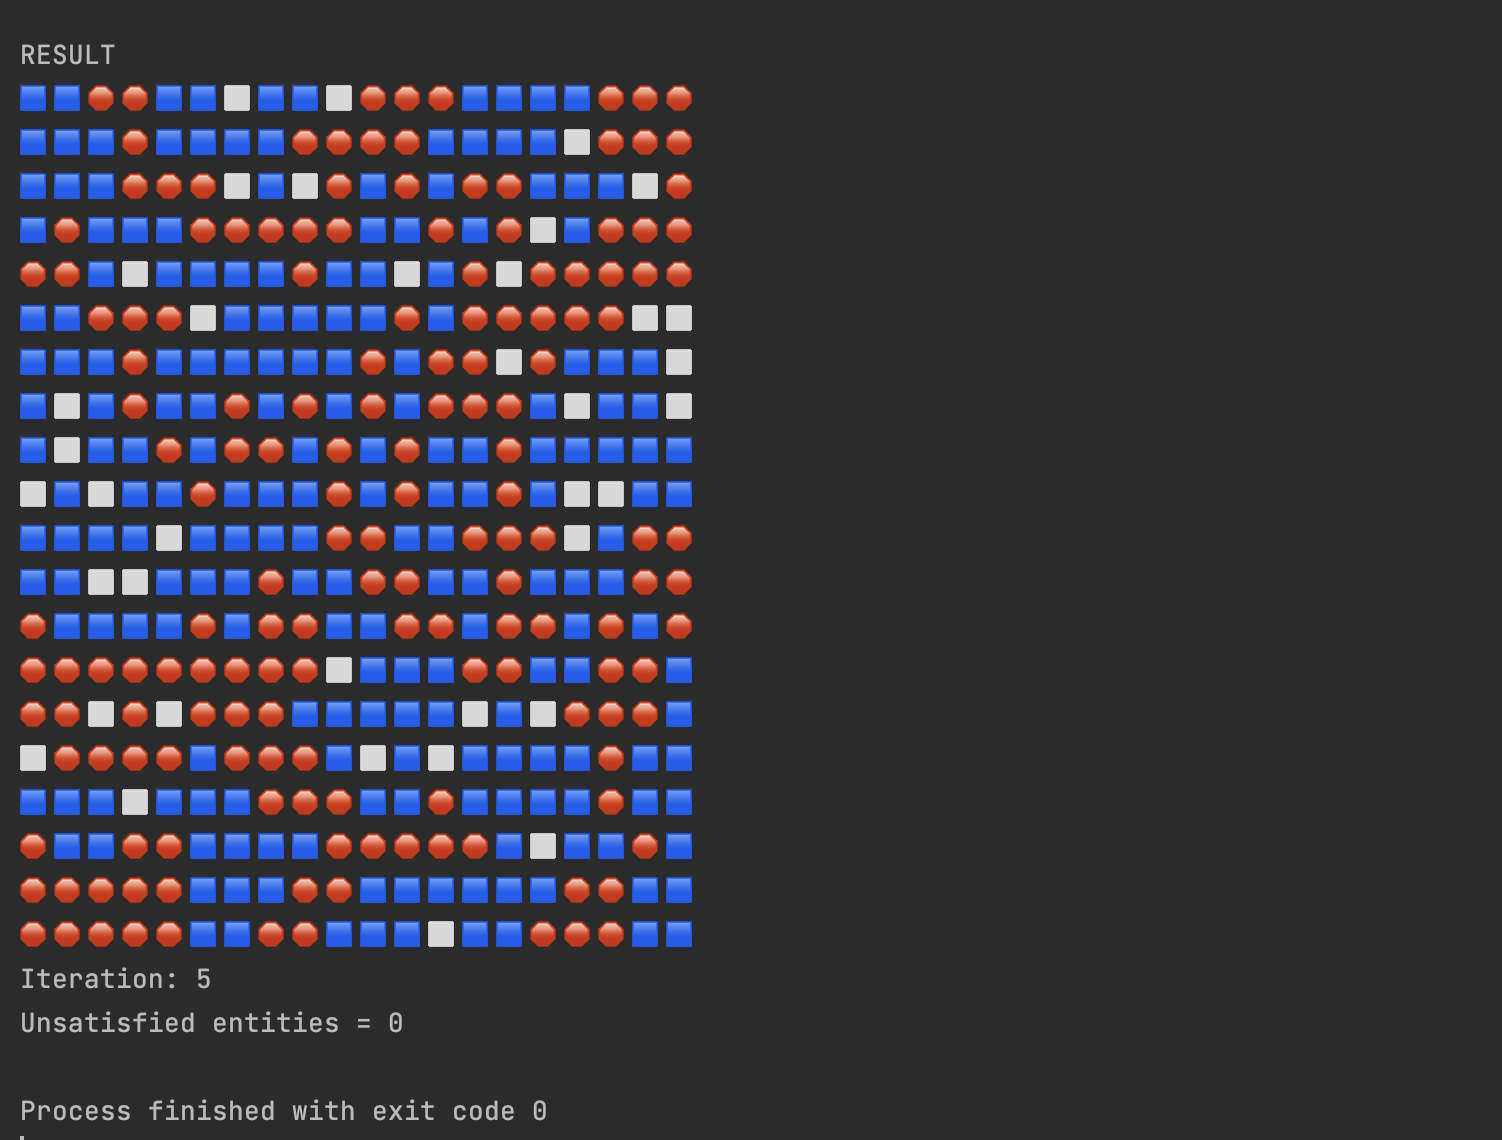 RESULT
Iteration: 5
Unsatisfied entities = 0
Process finished with exit code 0